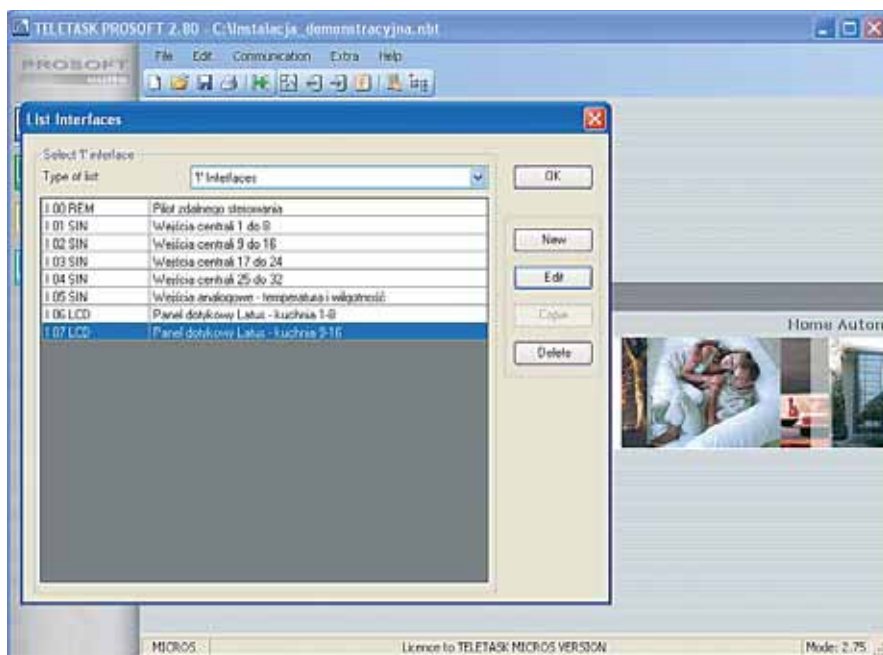 TELETASK PROSOFT 2.80 - C:\Instalacja_demonstracyjna.nbt
PROSOFT
File Edit Communication Extra Help
List Interfaces
Select 'I' interface
Type of list
'I' Interfaces
OK
I 00 REM Pilot zdalnego sterowania
I 01 SIN Wejścia centrali 1 do 8
I 02 SIN Wejścia centrali 9 do 16
I 03 SIN Wejścia centrali 17 do 24
I 04 SIN Wejścia centrali 25 do 32
I 05 SIN Wejścia analogowe - temperatura i wilgotność
I 06 LCD Panel dotykowy Latus - kuchnia 1-8
I 07 LCD Panel dotykowy Latus - kuchnia 9-16
New
Edit
Delete
Home Autom
MICROS Licence to TELETASK MICROS VERSION Mode: 2.75